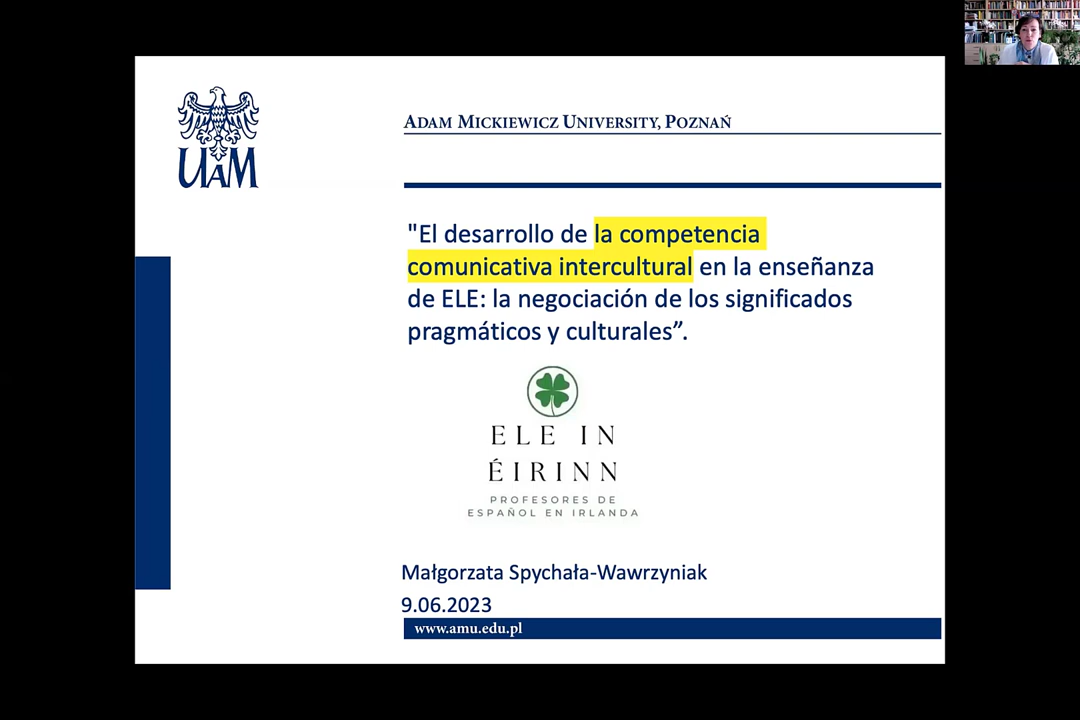 UAM
ADAM MICKIEWICZ UNIVERSITY, POZNAŃ
"El desarrollo de la competencia
comunicativa intercultural en la enseñanza
de ELE: la negociación de los significados
pragmáticos y culturales”.
ELE IN
ÉIRINN
PROFESORES DE
ESPAÑOL EN IRLANDA
Małgorzata Spychała-Wawrzyniak
9.06.2023
www.amu.edu.pl